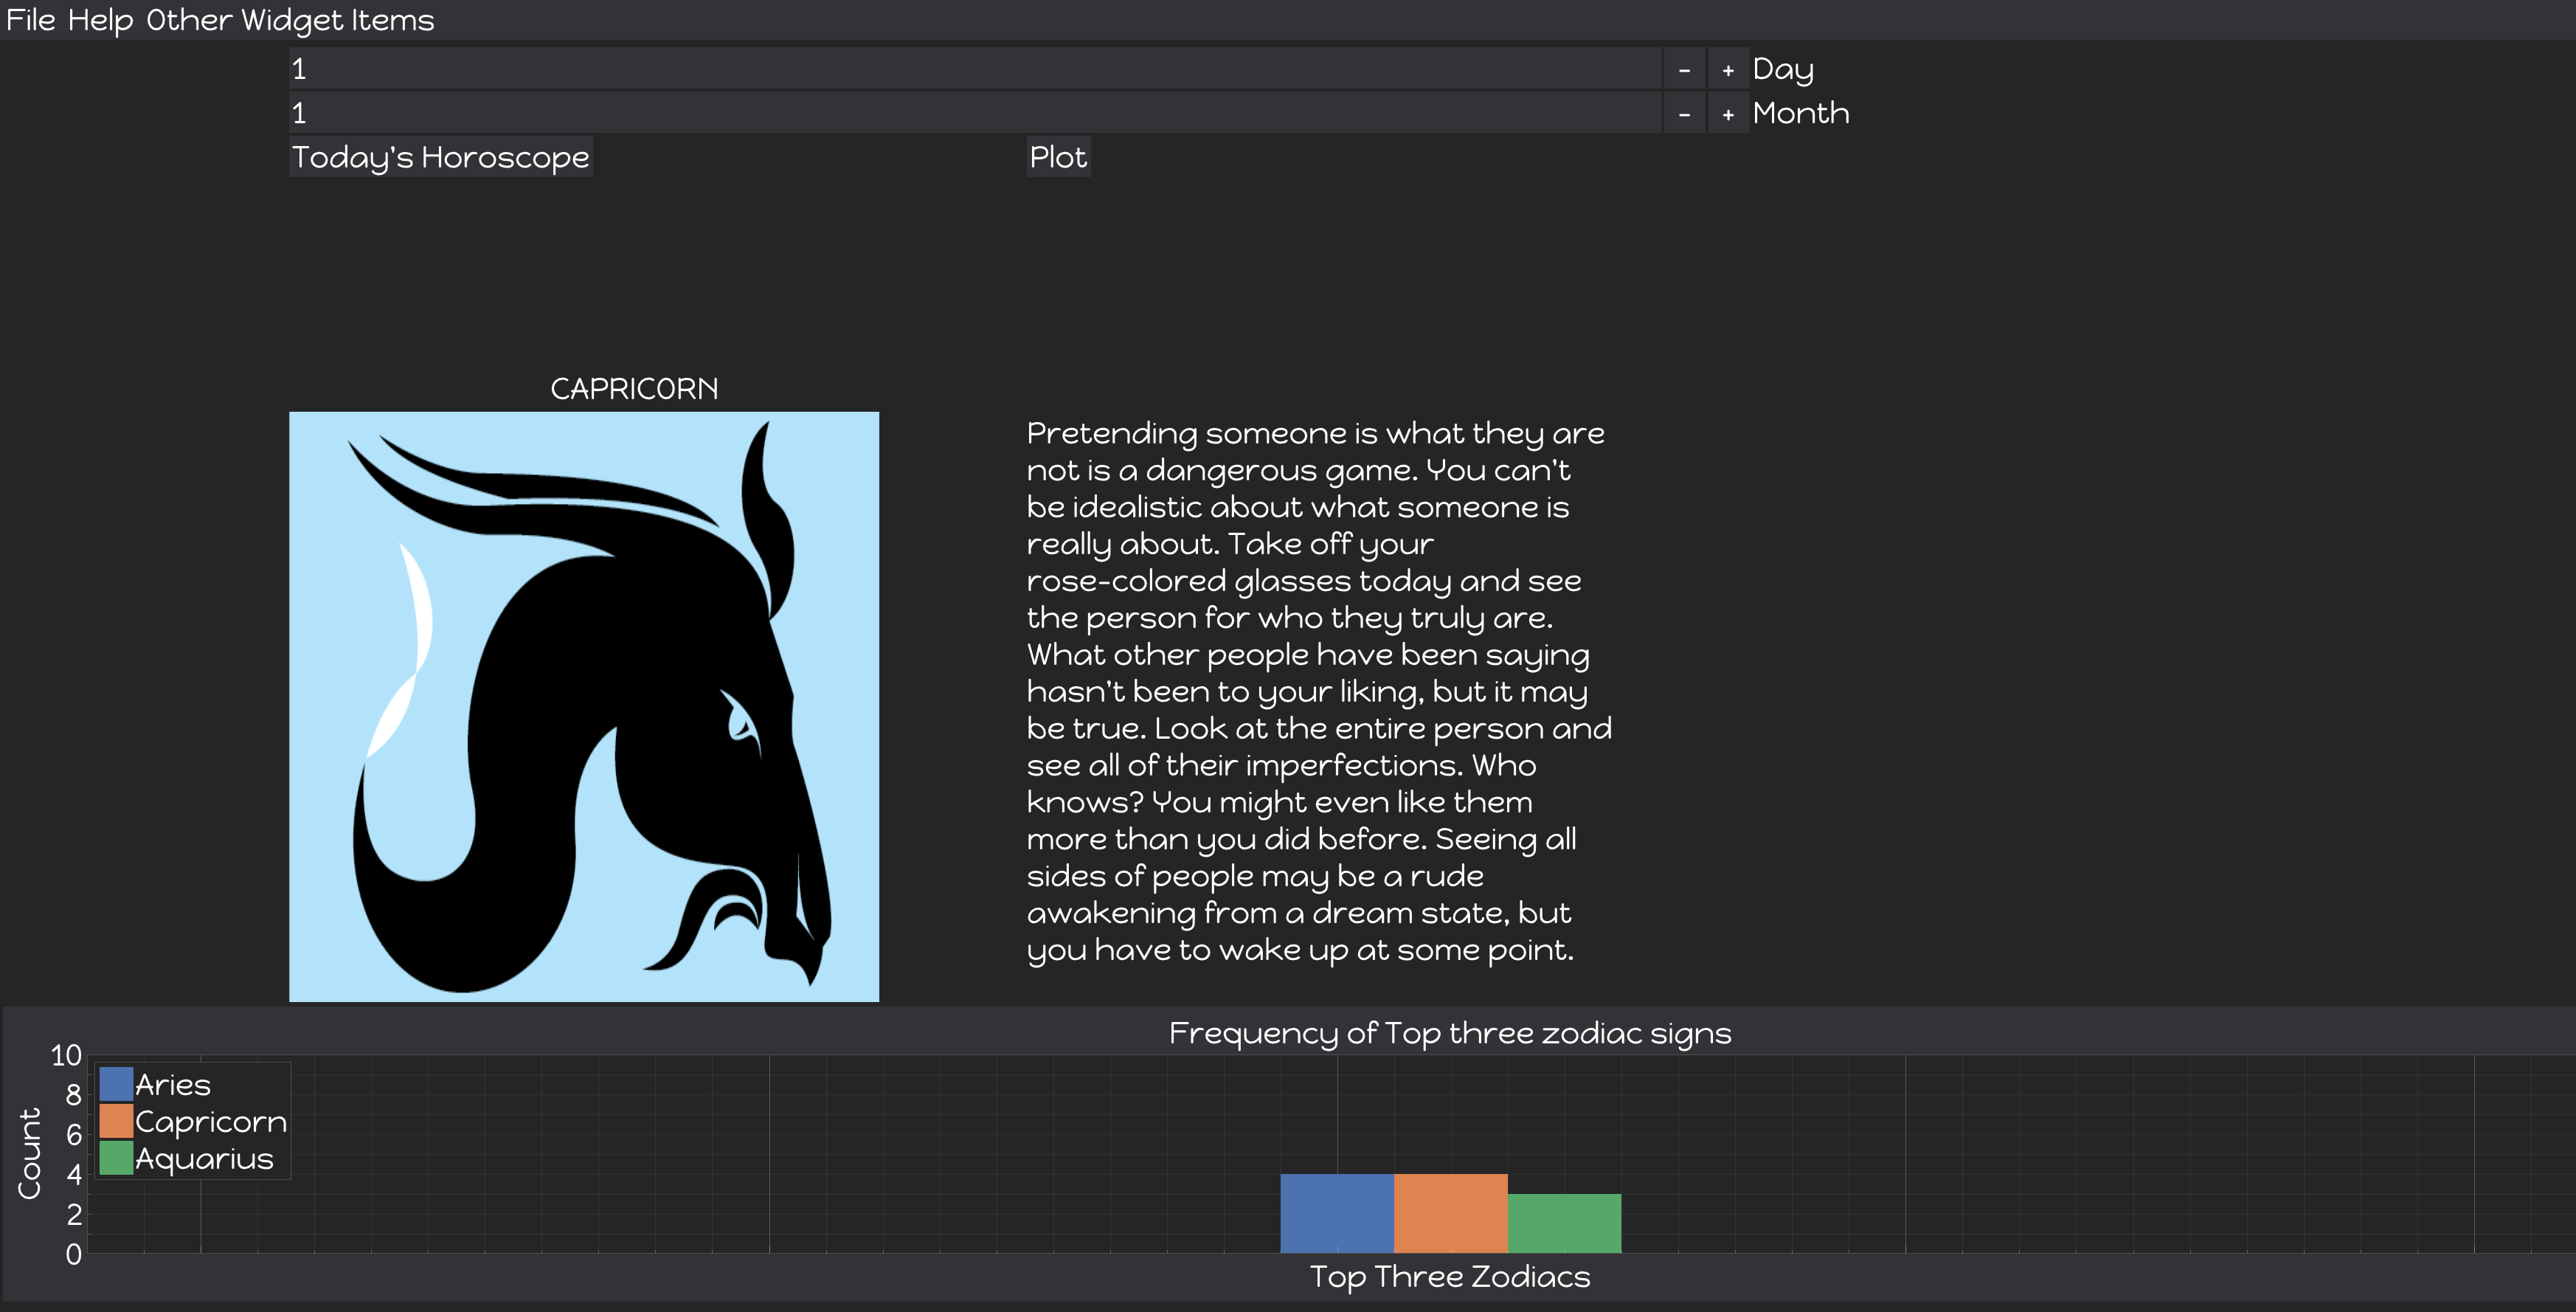 File Help Other Widget Items
1 - + Day
1 - + Month
Today's Horoscope Plot
CAPRICORN
Pretending someone is what they are
not is a dangerous game. You can't
be idealistic about what someone is
really about. Take off your
rose-colored glasses today and see
the person for who they truly are.
What other people have been saying
hasn't been to your liking, but it may
be true. Look at the entire person and
see all of their imperfections. Who
knows? You might even like them
more than you did before. Seeing all
sides of people may be a rude
awakening from a dream state, but
you have to wake up at some point.
Frequency of Top three zodiac signs
Count
10
8
6
4
2
0
Aries
Capricorn
Aquarius
Top Three Zodiacs